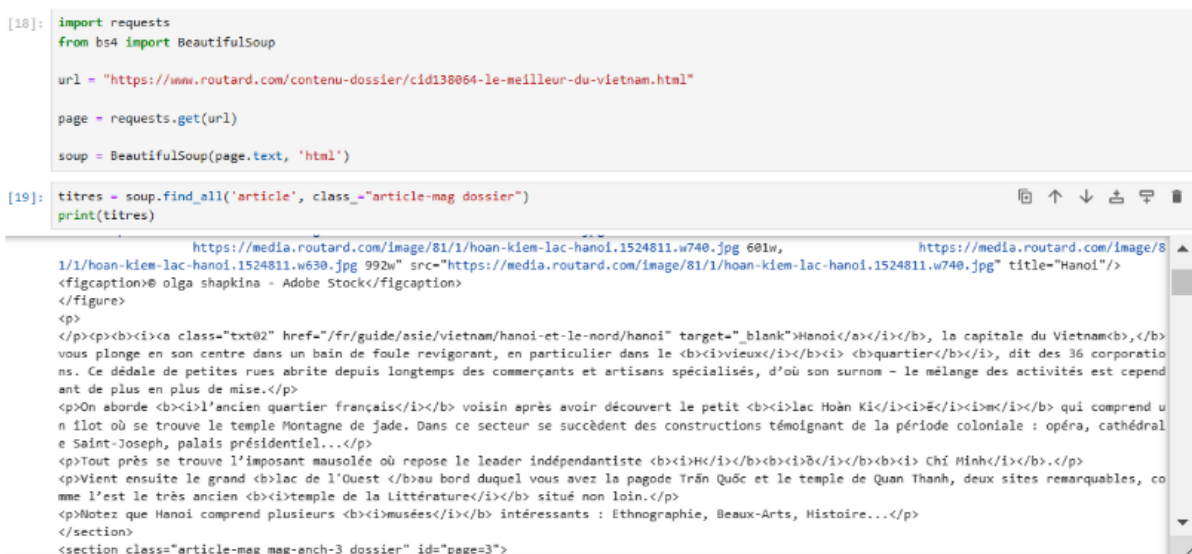 [18]: import requests
from bs4 import BeautifulSoup
url = "https://www.routard.com/contenu-dossier/cid138064-le-meilleur-du-vietnam.html"
page = requests.get(url)
soup = BeautifulSoup(page.text, 'html')
[19]: titres = soup.find_all('article', class_="article-mag dossier")
print(titres)
https://media.routard.com/image/81/1/hoan-kiem-lac-hanoi.1524811.w740.jpg 601w, https://media.routard.com/image/8
1/1/hoan-kiem-lac-hanoi.1524811.w630.jpg 992w" src="https://media.routard.com/image/81/1/hoan-kiem-lac-hanoi.1524811.w740.jpg" title="Hanoi"/>
<figcaption>© olga shapkina - Adobe Stock</figcaption>
</figure>
<p>
</p><p><b><i><a class="txt02" href="/fr/guide/asie/vietnam/hanoi-et-le-nord/hanoi" target="_blank">Hanoi</a></i></b>, la capitale du Vietnam<b>,</b>
vous plonge en son centre dans un bain de foule revigorant, en particulier dans le <b><i>vieux</i></b><i> <b>quartier</b></i>, dit des 36 corporatio
ns. Ce dédale de petites rues abrite depuis longtemps des commerçants et artisans spécialisés, d’où son surnom – le mélange des activités est cepend
ant de plus en plus de mise.</p>
<p>On aborde <b><i>l’ancien quartier français</i></b> voisin après avoir découvert le petit <b><i>lac Hoàn Ki</i><i>ế</i><i>m</i></b> qui comprend u
n îlot où se trouve le temple Montagne de jade. Dans ce secteur se succèdent des constructions témoignant de la période coloniale : opéra, cathédral
e Saint-Joseph, palais présidentiel...</p>
<p>Tout près se trouve l’imposant mausolée où repose le leader indépendantiste <b><i>H</i></b><b><i>ồ</i></b><b><i> Chí Minh</i></b>.</p>
<p>Vient ensuite le grand <b>lac de l'Ouest </b>au bord duquel vous avez la pagode Trấn Quốc et le temple de Quan Thanh, deux sites remarquables, co
mme l’est le très ancien <b><i>temple de la Littérature</i></b> situé non loin.</p>
<p>Notez que Hanoi comprend plusieurs <b><i>musées</i></b> intéressants : Ethnographie, Beaux-Arts, Histoire...</p>
</section>
<section class="article-mag mag-anch-3 dossier" id="page=3">